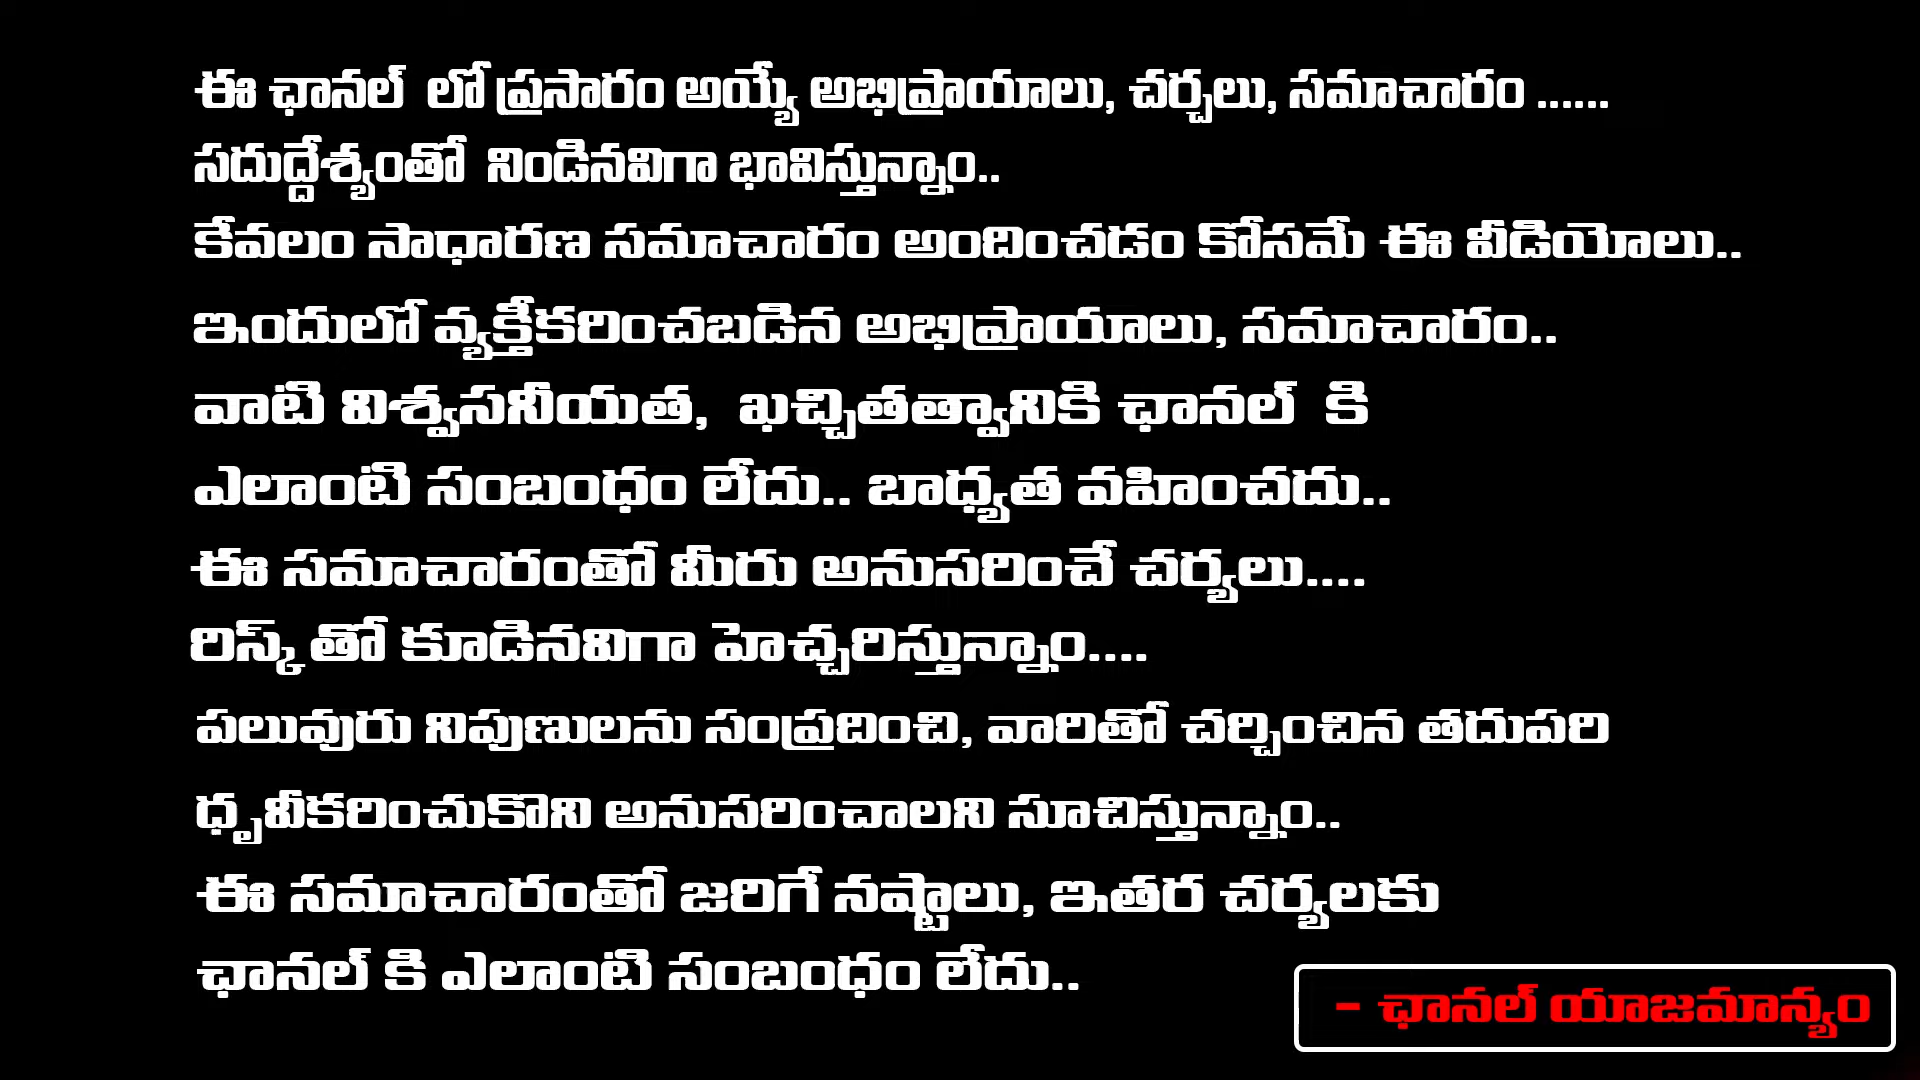 ఈ ఛానల్ లో ప్రసారం అయ్యే అభిప్రాయాలు, చర్చలు, సమాచారం ......
సదుద్దేశ్యంతో నిండినవిగా భావిస్తున్నాం..
కేవలం సాధారణ సమాచారం అందించడం కోసమే ఈ వీడియోలు..
ఇందులో వ్యక్తీకరించబడిన అభిప్రాయాలు, సమాచారం..
వాటి విశ్వసనీయత, ఖచ్చితత్వానికి ఛానల్ కి
ఎలాంటి సంబంధం లేదు.. బాధ్యత వహించదు..
ఈ సమాచారంతో మీరు అనుసరించే చర్యలు....
రిస్క్ తో కూడినవిగా హెచ్చరిస్తున్నాం....
పలువురు నిపుణులను సంప్రదించి, వారితో చర్చించిన తదుపరి
ధృవీకరించుకొని అనుసరించాలని సూచిస్తున్నాం..
ఈ సమాచారంతో జరిగే నష్టాలు, ఇతర చర్యలకు
ఛానల్ కి ఎలాంటి సంబంధం లేదు..
- ఛానల్ యాజమాన్యం